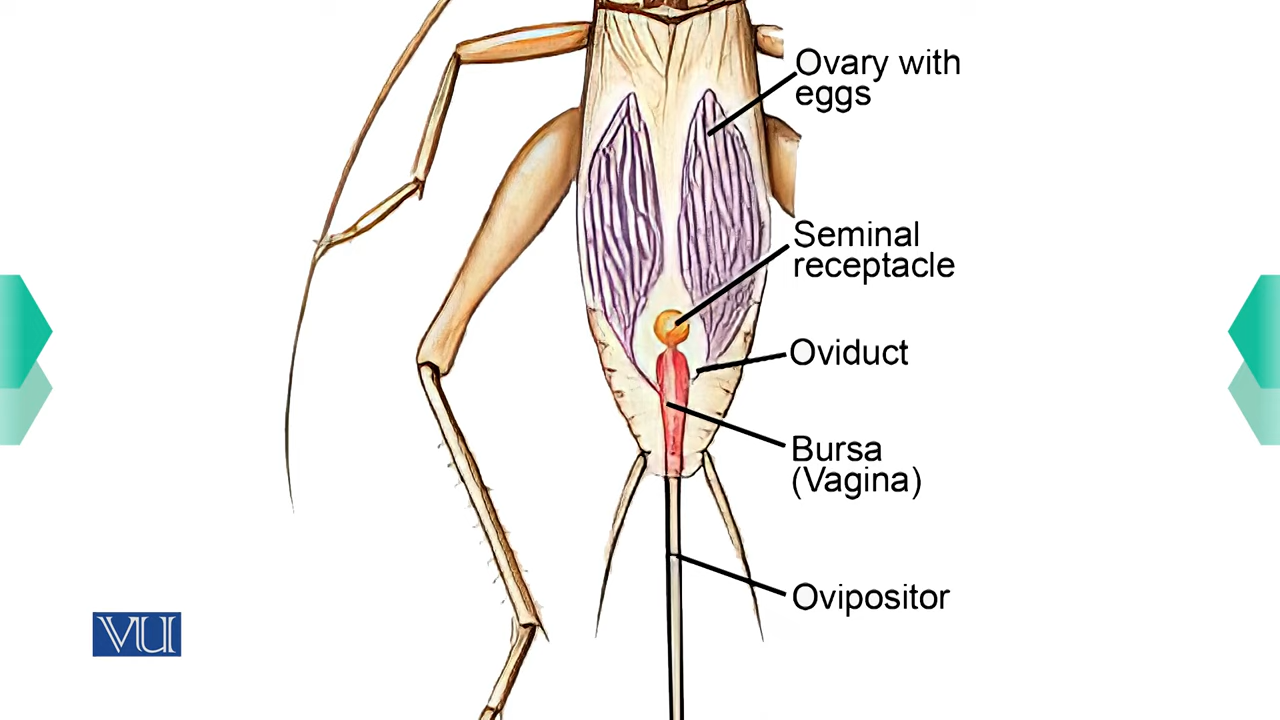 Ovary with
eggs
Seminal
receptacle
Oviduct
Bursa
(Vagina)
Ovipositor
VU